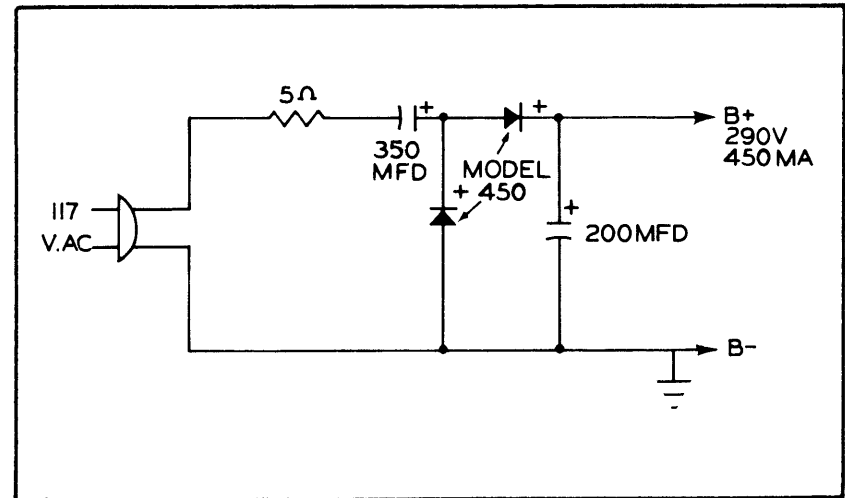 5Ω
+
+
B+
290V
450 MA
350
MFD
MODEL
450
+
+
117
V.AC
200MFD
B-